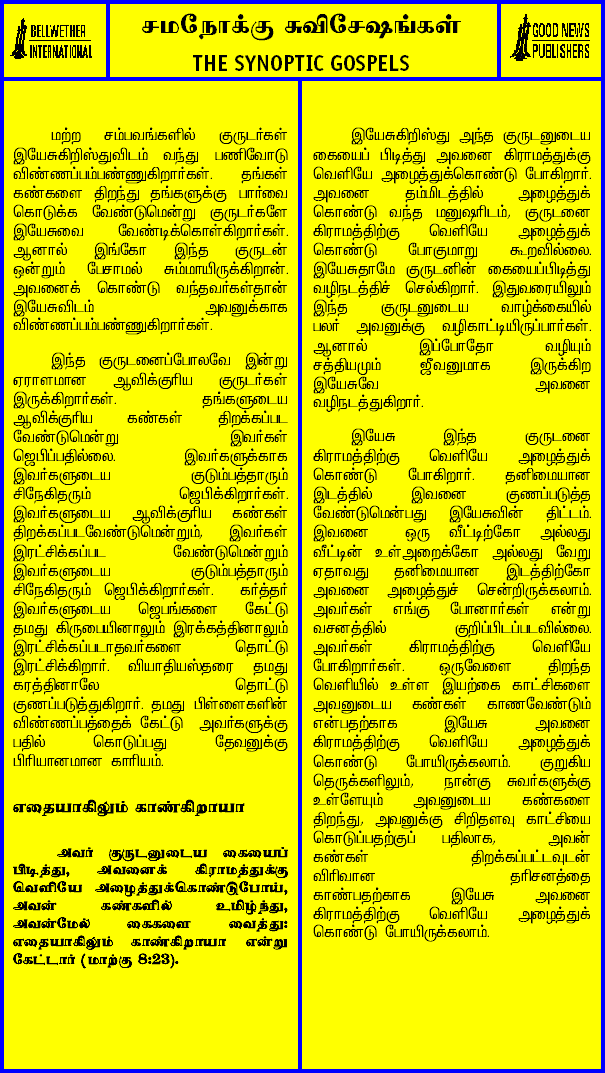 BELLWETHER
INTERNATIONAL
சமநோக்கு சுவிசேஷங்கள்
THE SYNOPTIC GOSPELS
GOOD NEWS
PUBLISHERS
மற்ற சம்பவங்களில் குருடர்கள்
இயேசுகிறிஸ்துவிடம் வந்து பணிவோடு
விண்ணப்பம்பண்ணுகிறார்கள். தங்கள்
கண்களை திறந்து தங்களுக்கு பார்வை
கொடுக்க வேண்டுமென்று குருடர்களே
இயேசுவை வேண்டிக்கொள்கிறார்கள்.
ஆனால் இங்கோ இந்த குருடன்
ஒன்றும் பேசாமல் சும்மாயிருக்கிறான்.
அவனைக் கொண்டு வந்தவர்கள்தான்
இயேசுவிடம் அவனுக்காக
விண்ணப்பம்பண்ணுகிறார்கள்.
இந்த குருடனைப்போலவே இன்று
ஏராளமான ஆவிக்குரிய குருடர்கள்
இருக்கிறார்கள். தங்களுடைய
ஆவிக்குரிய கண்கள் திறக்கப்பட
வேண்டுமென்று இவர்கள்
ஜெபிப்பதில்லை. இவர்களுக்காக
இவர்களுடைய குடும்பத்தாரும்
சிநேகிதரும் ஜெபிக்கிறார்கள்.
இவர்களுடைய ஆவிக்குரிய கண்கள்
திறக்கப்படவேண்டுமென்றும், இவர்கள்
இரட்சிக்கப்பட வேண்டுமென்றும்
இவர்களுடைய குடும்பத்தாரும்
சிநேகிதரும் ஜெபிக்கிறார்கள். கர்த்தர்
இவர்களுடைய ஜெபங்களை கேட்டு
தமது கிருபையினாலும் இரக்கத்தினாலும்
இரட்சிக்கப்படாதவர்களை தொட்டு
இரட்சிக்கிறார். வியாதியஸ்தரை தமது
கரத்தினாலே தொட்டு
குணப்படுத்துகிறார். தமது பிள்ளைகளின்
விண்ணப்பத்தைக் கேட்டு அவர்களுக்கு
பதில் கொடுப்பது தேவனுக்கு
பிரியானமான காரியம்.
எதையாகிலும் காண்கிறாயா
அவர் குருடனுடைய கையைப்
பிடித்து, அவனைக் கிராமத்துக்கு
வெளியே அழைத்துக்கொண்டுபோய்,
அவன் கண்களில் உமிழ்ந்து,
அவன்மேல் கைகளை வைத்து:
எதையாகிலும் காண்கிறாயா என்று
கேட்டார் (மாற்கு 8:23).
இயேசுகிறிஸ்து அந்த குருடனுடைய
கையைப் பிடித்து அவனை கிராமத்துக்கு
வெளியே அழைத்துக்கொண்டு போகிறார்.
அவனை தம்மிடத்தில் அழைத்துக்
கொண்டு வந்த மனுஷரிடம், குருடனை
கிராமத்திற்கு வெளியே அழைத்துக்
கொண்டு போகுமாறு கூறவில்லை.
இயேசுதாமே குருடனின் கையைப்பிடித்து
வழிநடத்திச் செல்கிறார். இதுவரையிலும்
இந்த குருடனுடைய வாழ்க்கையில்
பலர் அவனுக்கு வழிகாட்டியிருப்பார்கள்.
ஆனால் இப்போதோ வழியும்
சத்தியமும் ஜீவனுமாக இருக்கிற
இயேசுவே அவனை
வழிநடத்துகிறார்.
இயேசு இந்த குருடனை
கிராமத்திற்கு வெளியே அழைத்துக்
கொண்டு போகிறார். தனிமையான
இடத்தில் இவனை குணப்படுத்த
வேண்டுமென்பது இயேசுவின் திட்டம்.
இவனை ஒரு வீட்டிற்கோ அல்லது
வீட்டின் உள்அறைக்கோ அல்லது வேறு
ஏதாவது தனிமையான இடத்திற்கோ
அவனை அழைத்துச் சென்றிருக்கலாம்.
அவர்கள் எங்கு போனார்கள் என்று
வசனத்தில் குறிப்பிடப்படவில்லை.
அவர்கள் கிராமத்திற்கு வெளியே
போகிறார்கள். ஒருவேளை திறந்த
வெளியில் உள்ள இயற்கை காட்சிகளை
அவனுடைய கண்கள் காணவேண்டும்
என்பதற்காக இயேசு அவனை
கிராமத்திற்கு வெளியே அழைத்துக்
கொண்டு போயிருக்கலாம். குறுகிய
தெருக்களிலும், நான்கு சுவர்களுக்கு
உள்ளேயும் அவனுடைய கண்களை
திறந்து, அவனுக்கு சிறிதளவு காட்சியை
கொடுப்பதற்குப் பதிலாக, அவன்
கண்கள் திறக்கப்பட்டவுடன்
விரிவான தரிசனத்தை
காண்பதற்காக இயேசு அவனை
கிராமத்திற்கு வெளியே அழைத்துக்
கொண்டு போயிருக்கலாம்.